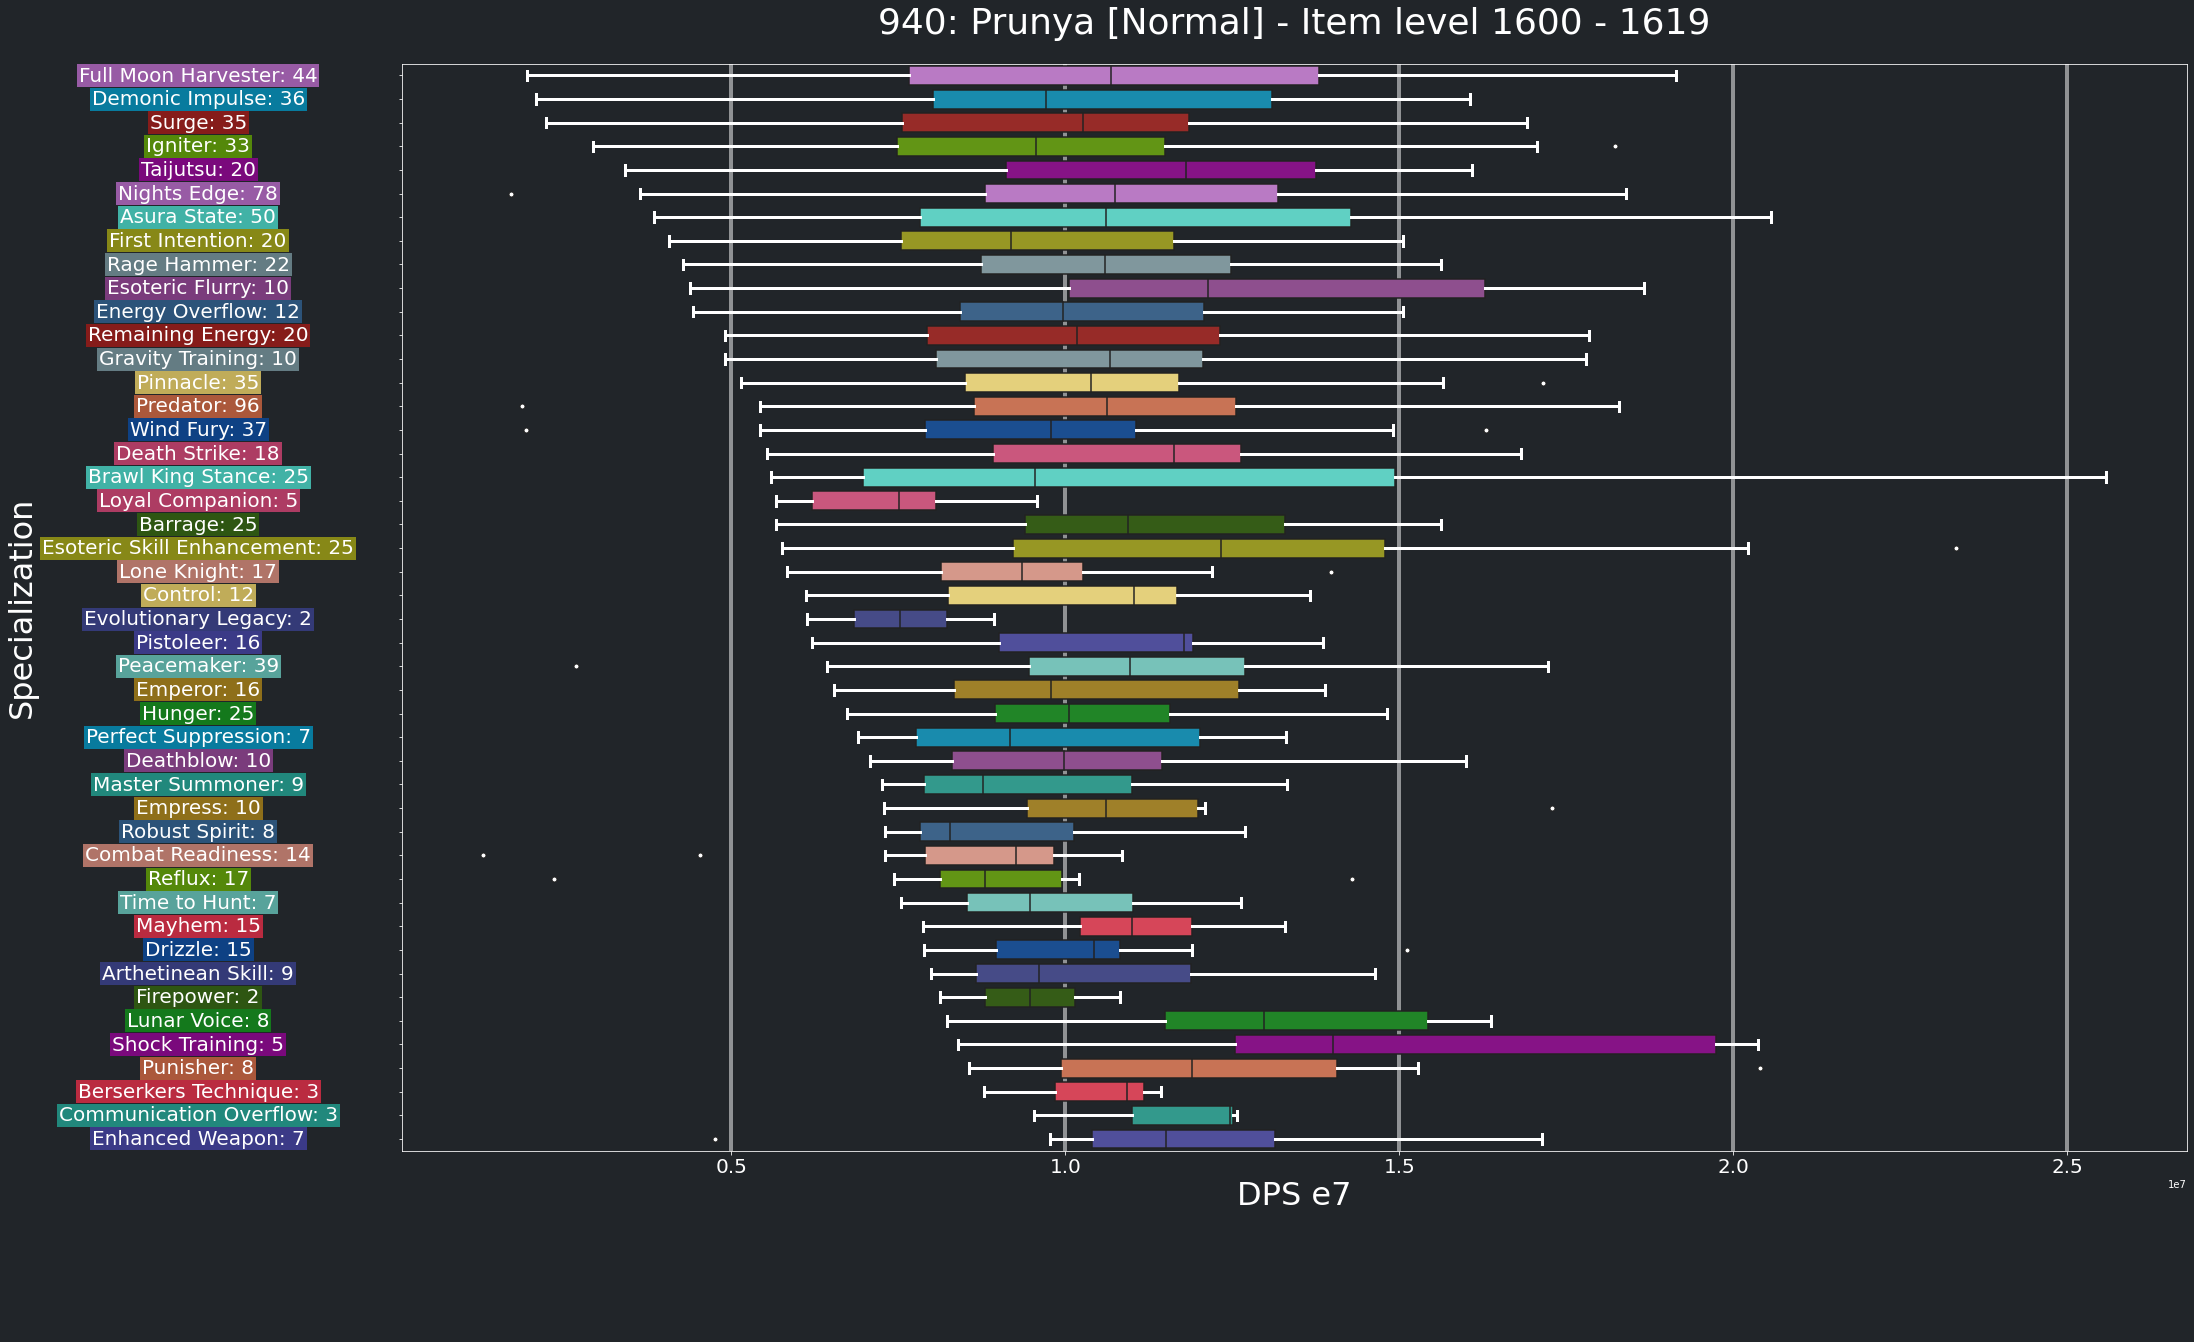 940: Prunya [Normal] - Item level 1600 - 1619
Specialization
Full Moon Harvester: 44
Demonic Impulse: 36
Surge: 35
Igniter: 33
Taijutsu: 20
Nights Edge: 78
Asura State: 50
First Intention: 20
Rage Hammer: 22
Esoteric Flurry: 10
Energy Overflow: 12
Remaining Energy: 20
Gravity Training: 10
Pinnacle: 35
Predator: 96
Wind Fury: 37
Death Strike: 18
Brawl King Stance: 25
Loyal Companion: 5
Barrage: 25
Esoteric Skill Enhancement: 25
Lone Knight: 17
Control: 12
Evolutionary Legacy: 2
Pistoleer: 16
Peacemaker: 39
Emperor: 16
Hunger: 25
Perfect Suppression: 7
Deathblow: 10
Master Summoner: 9
Empress: 10
Robust Spirit: 8
Combat Readiness: 14
Reflux: 17
Time to Hunt: 7
Mayhem: 15
Drizzle: 15
Arthetinean Skill: 9
Firepower: 2
Lunar Voice: 8
Shock Training: 5
Punisher: 8
Berserkers Technique: 3
Communication Overflow: 3
Enhanced Weapon: 7
0.5 1.0 1.5 2.0 2.5
1e7
DPS e7